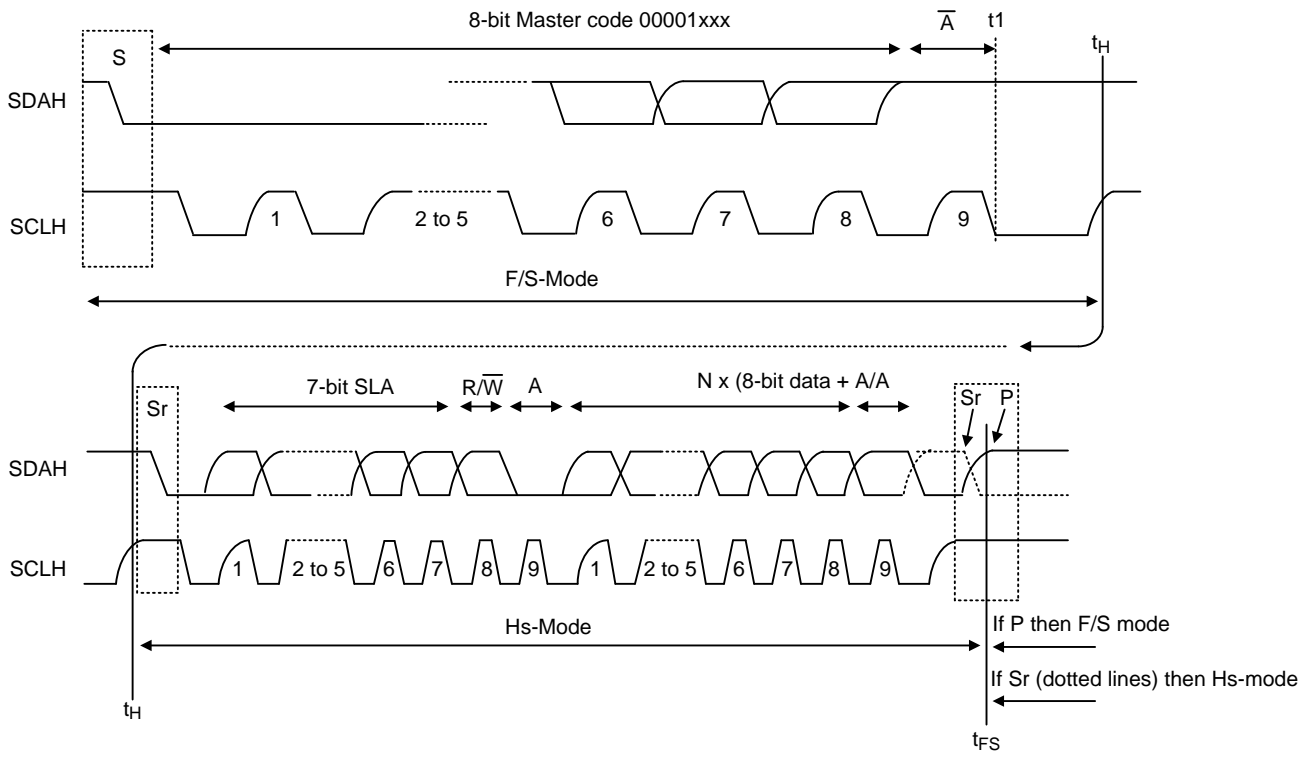 8-bit Master code 00001xxx A̅ t1
S tH
SDAH
SCLH 1 2 to 5 6 7 8 9
F/S-Mode
7-bit SLA R/W̅ A N x (8-bit data + A/A
Sr Sr P
SDAH
SCLH 1 2 to 5 6 7 8 9 1 2 to 5 6 7 8 9
Hs-Mode If P then F/S mode
If Sr (dotted lines) then Hs-mode
tH
tFS